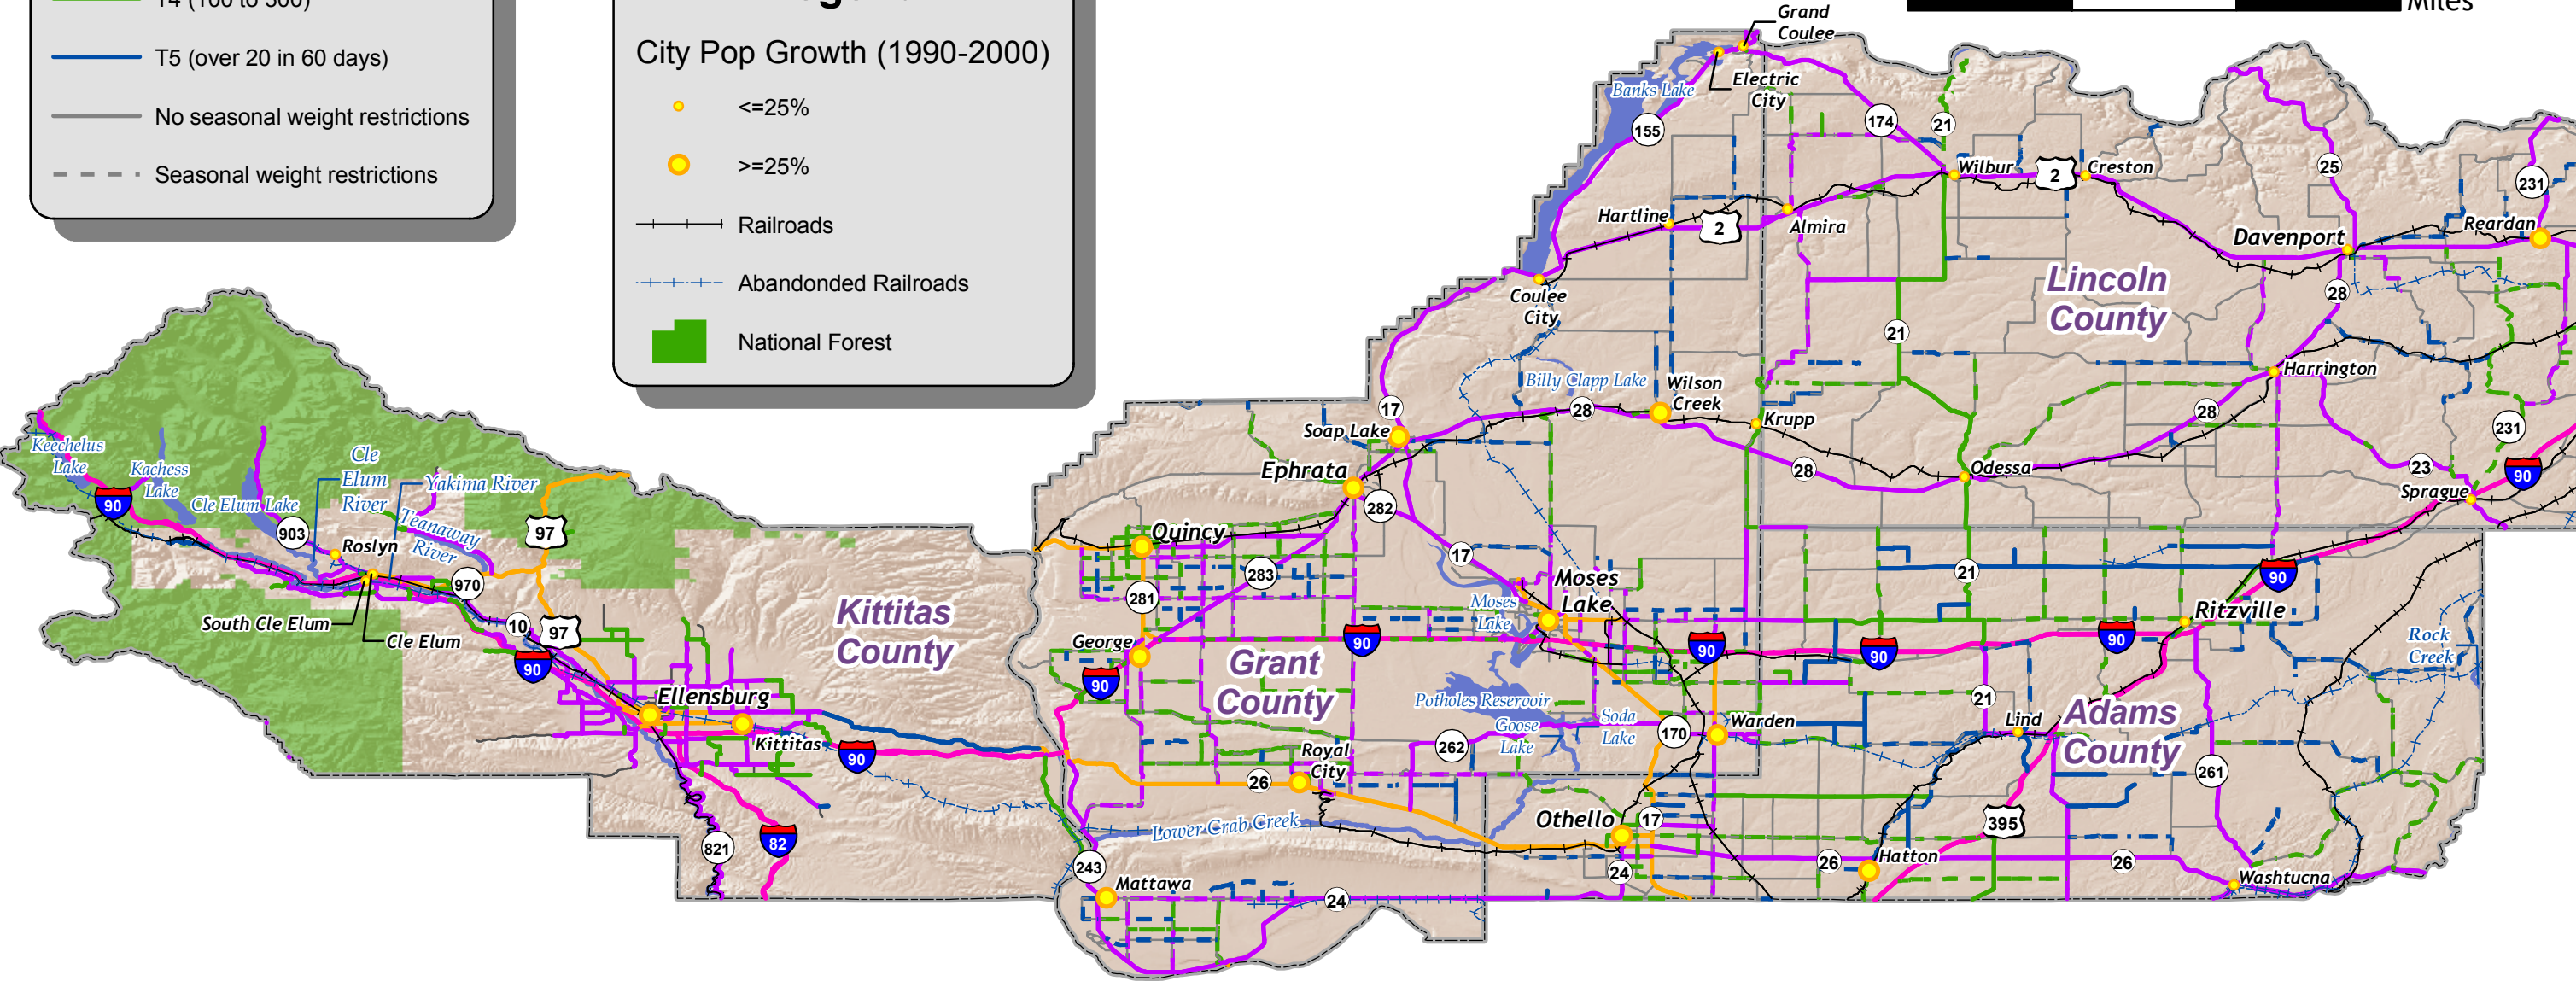 T4 (100 to 300)
T5 (over 20 in 60 days)
No seasonal weight restrictions
Seasonal weight restrictions
City Pop Growth (1990-2000)
<=25%
>=25%
Railroads
Abandonded Railroads
National Forest
Miles
Grand
Coulee
Electric
City
Banks Lake
155
174
21
Wilbur
2
Creston
25
231
Hartline
2
Almira
Davenport
Reardan
Coulee
City
Lincoln
County
28
21
Billy Clapp Lake
Wilson
Creek
Harrington
17
28
Krupp
28
231
Soap Lake
Ephrata
28
Odessa
23
90
Sprague
282
Keechelus
Lake
Kachess
Lake
Cle Elum Lake
Cle
Elum
River
Yakima River
Teanaway
River
90
903
97
Roslyn
970
South Cle Elum
Cle Elum
10
97
90
Kittitas
County
Ellensburg
Kittitas
90
821
82
Quincy
283
281
17
Moses
Lake
Moses
Lake
George
90
90
Grant
County
90
90
90
21
90
Ritzville
Rock
Creek
Potholes Reservoir
Goose
Lake
Soda
Lake
170
Warden
21
Lind
Adams
County
262
Royal
City
26
261
Lower Crab Creek
Othello
17
395
243
24
26
Hatton
26
Mattawa
24
Washtucna